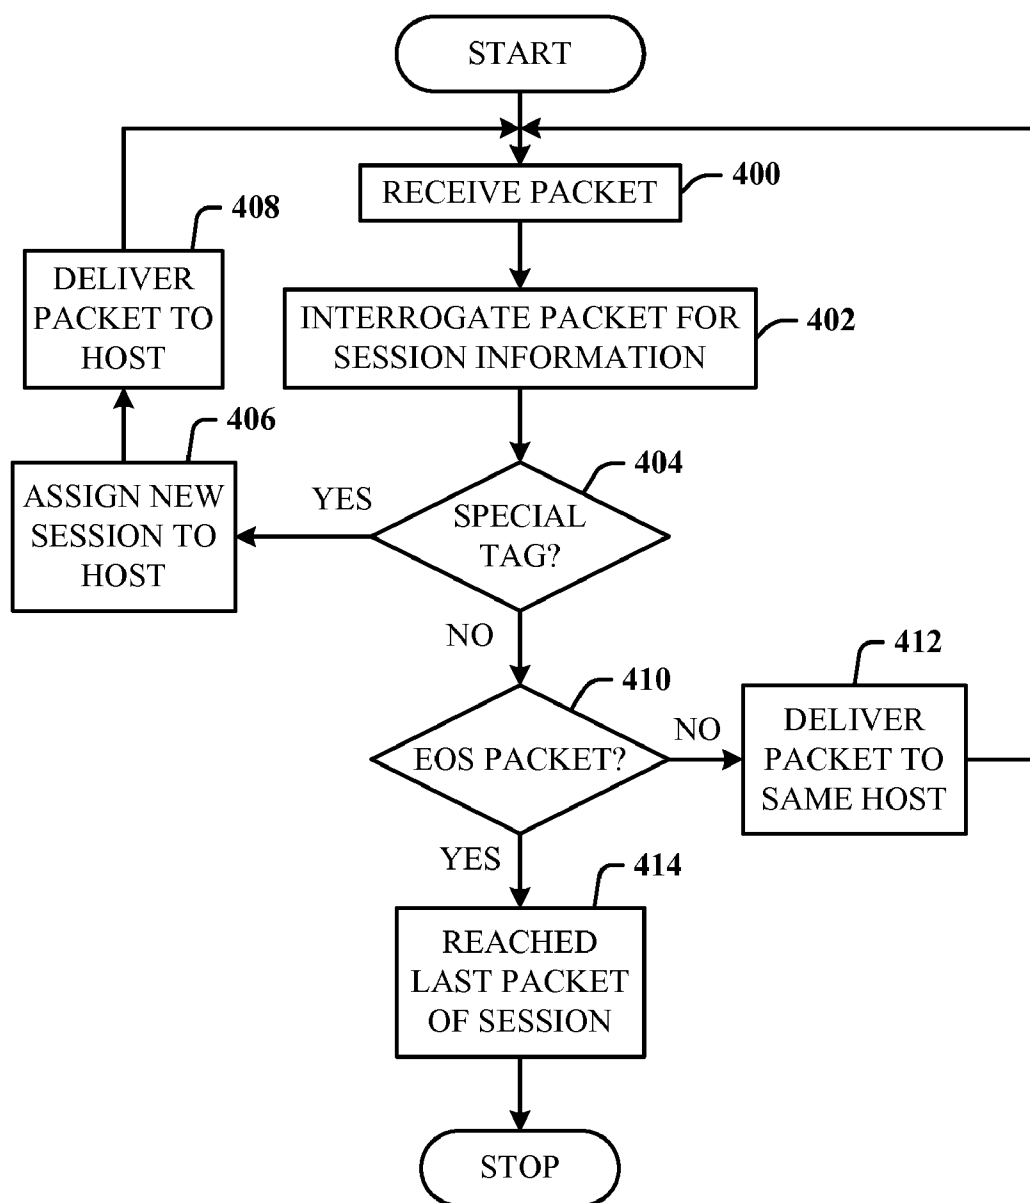 START
RECEIVE PACKET
400
408
DELIVER
PACKET TO
HOST
INTERROGATE PACKET FOR
SESSION INFORMATION
402
406
ASSIGN NEW
SESSION TO
HOST
YES
404
SPECIAL
TAG?
NO
410
EOS PACKET?
NO
412
DELIVER
PACKET TO
SAME HOST
YES
414
REACHED
LAST PACKET
OF SESSION
STOP